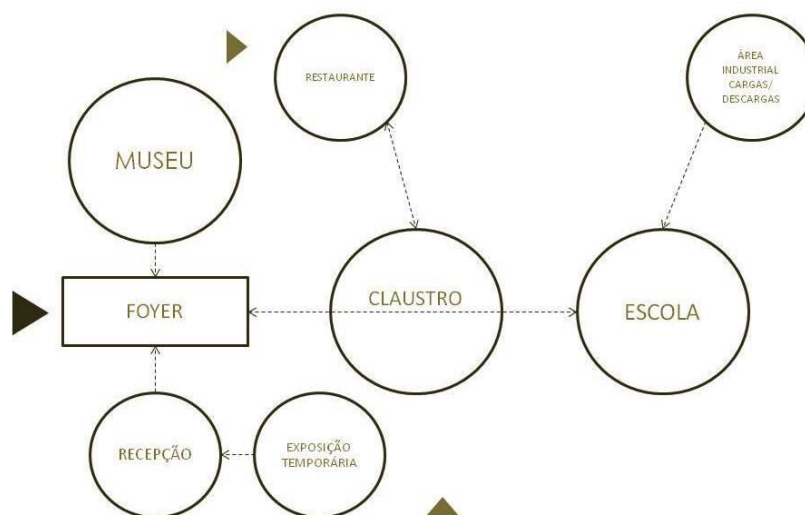 RESTAURANTE
ÁREA
INDUSTRIAL
CARGAS/
DESCARGAS
MUSEU
FOYER
CLAUSTRO
ESCOLA
RECEPÇÃO
EXPOSIÇÃO
TEMPORÁRIA